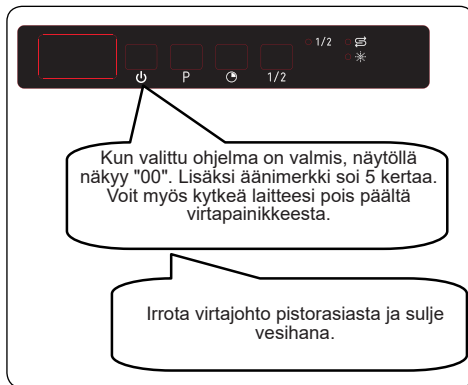 1/2
P
1/2
Kun valittu ohjelma on valmis, näytöllä
näkyy "00". Lisäksi äänimerkki soi 5 kertaa.
Voit myös kytkeä laitteesi pois päältä
virtapainikkeesta.
Irrota virtajohto pistorasiasta ja sulje
vesihana.